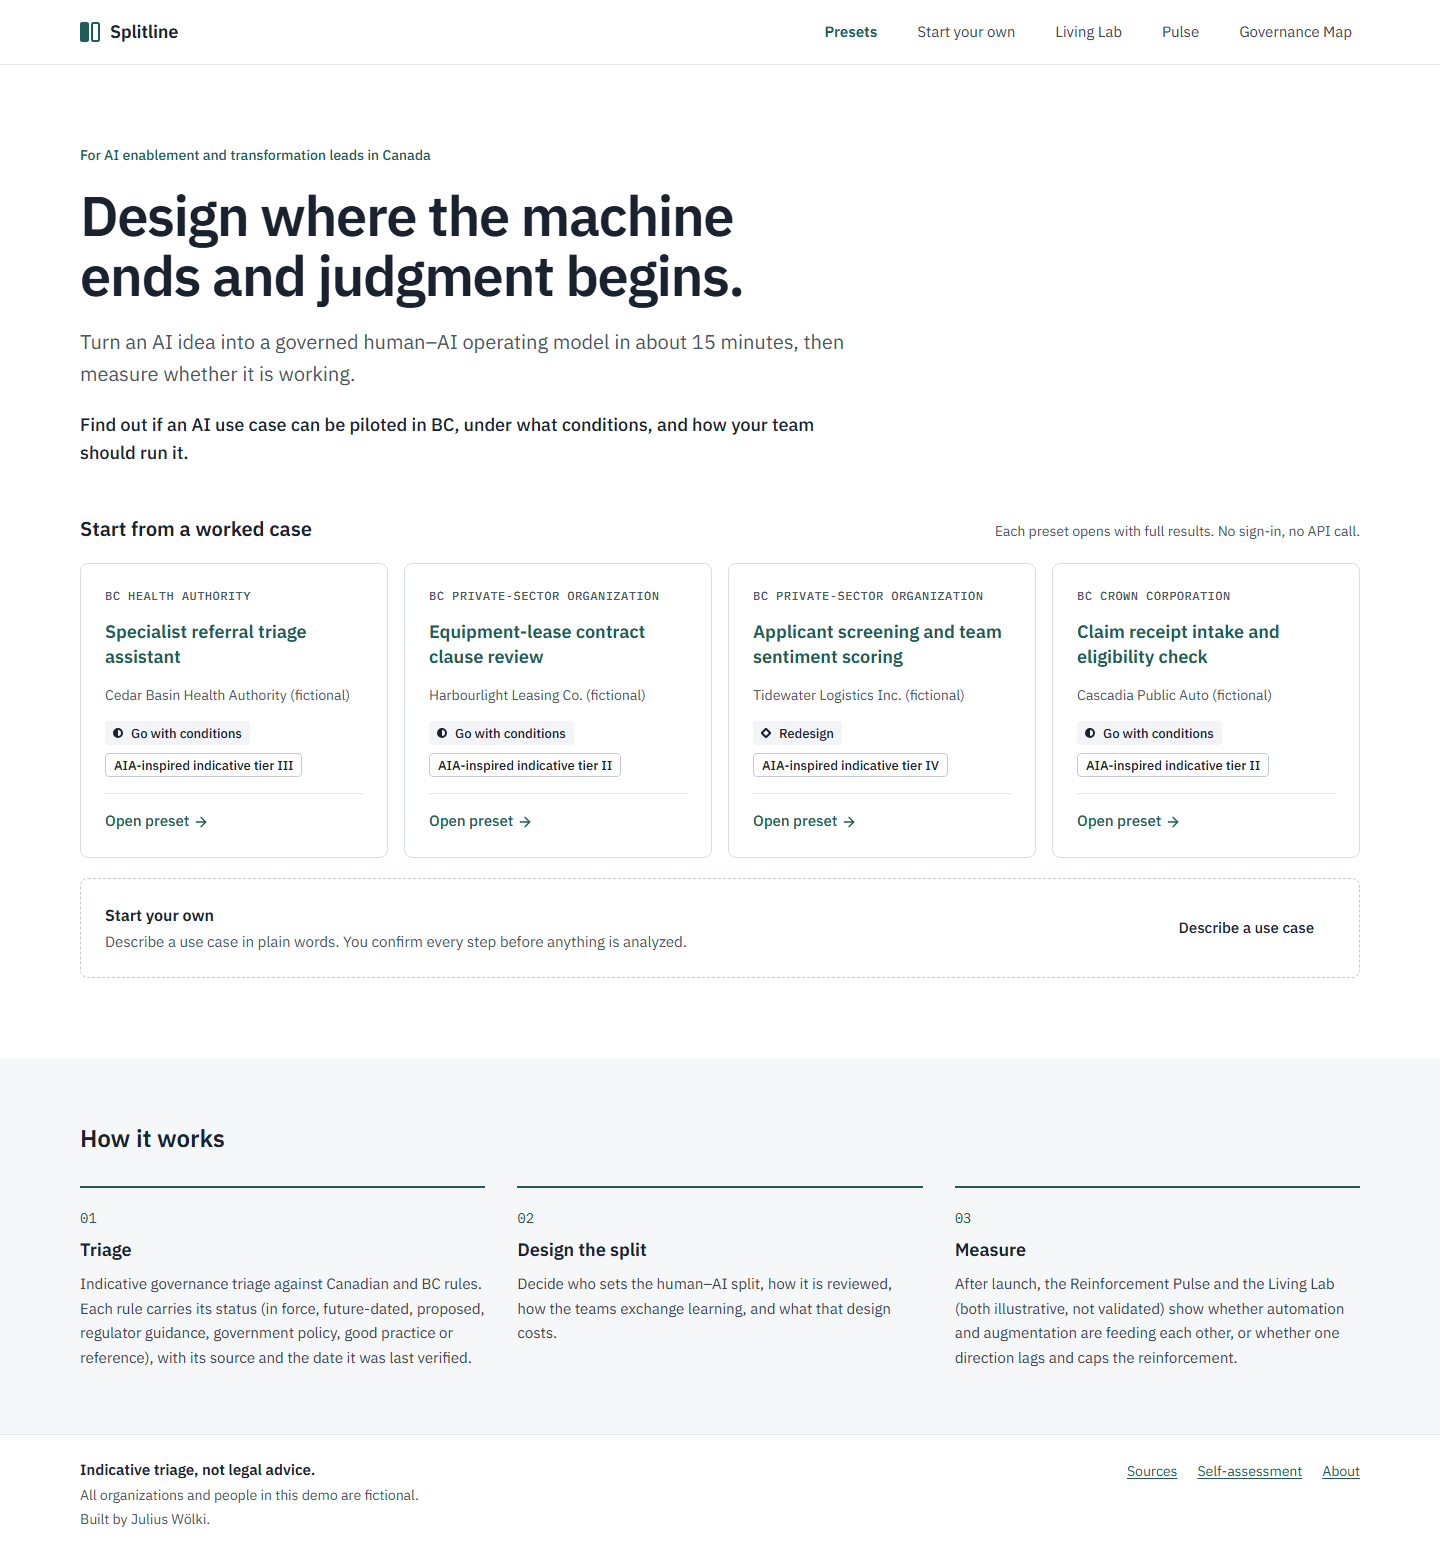 Splitline
Presets
Start your own
Living Lab
Pulse
Governance Map
For AI enablement and transformation leads in Canada
Design where the machine
ends and judgment begins.
Turn an AI idea into a governed human–AI operating model in about 15 minutes, then
measure whether it is working.
Find out if an AI use case can be piloted in BC, under what conditions, and how your team
should run it.
Start from a worked case
Each preset opens with full results. No sign-in, no API call.
BC HEALTH AUTHORITY
Specialist referral triage
assistant
Cedar Basin Health Authority (fictional)
Go with conditions
AIA-inspired indicative tier III
Open preset →
BC PRIVATE-SECTOR ORGANIZATION
Equipment-lease contract
clause review
Harbourlight Leasing Co. (fictional)
Go with conditions
AIA-inspired indicative tier II
Open preset →
BC PRIVATE-SECTOR ORGANIZATION
Applicant screening and team
sentiment scoring
Tidewater Logistics Inc. (fictional)
Redesign
AIA-inspired indicative tier IV
Open preset →
BC CROWN CORPORATION
Claim receipt intake and
eligibility check
Cascadia Public Auto (fictional)
Go with conditions
AIA-inspired indicative tier II
Open preset →
Start your own
Describe a use case in plain words. You confirm every step before anything is analyzed.
Describe a use case
How it works
01
Triage
Indicative governance triage against Canadian and BC rules.
Each rule carries its status (in force, future-dated, proposed,
regulator guidance, government policy, good practice or
reference), with its source and the date it was last verified.
02
Design the split
Decide who sets the human–AI split, how it is reviewed,
how the teams exchange learning, and what that design
costs.
03
Measure
After launch, the Reinforcement Pulse and the Living Lab
(both illustrative, not validated) show whether automation
and augmentation are feeding each other, or whether one
direction lags and caps the reinforcement.
Indicative triage, not legal advice.
All organizations and people in this demo are fictional.
Built by Julius Wölki.
Sources
Self-assessment
About